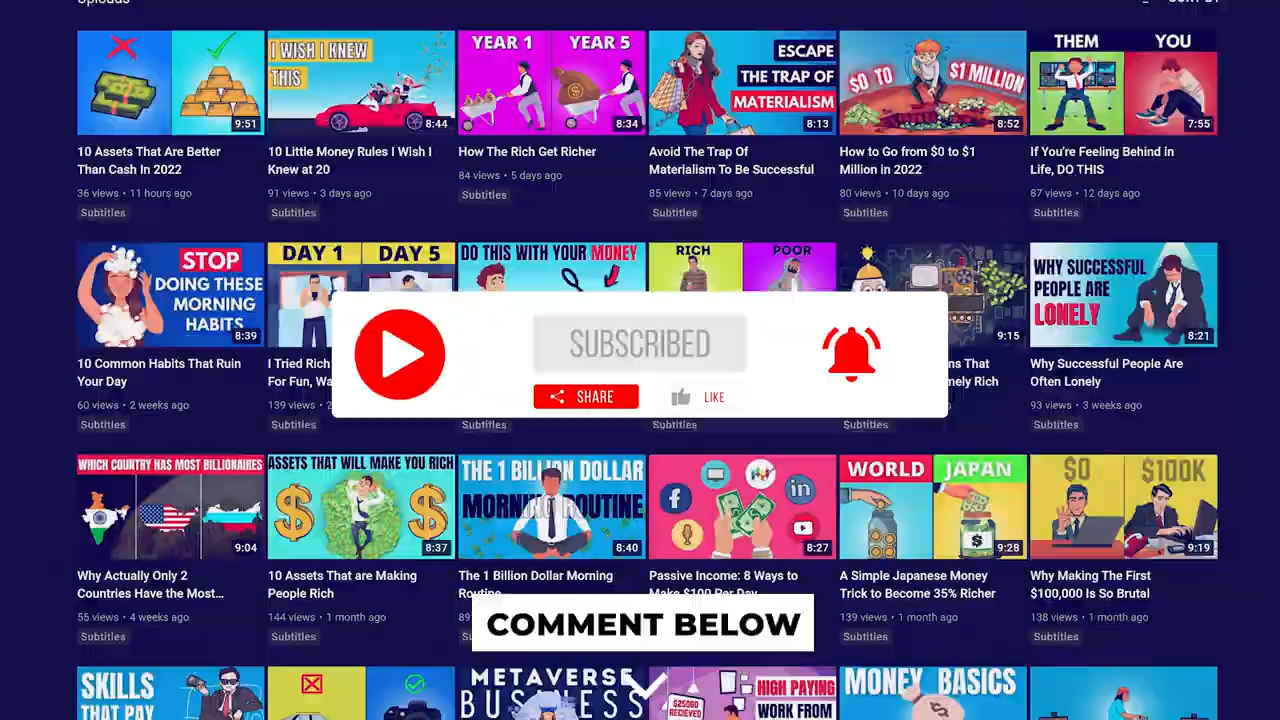 Uploads
SORT BY
I WISH I KNEW
THIS
YEAR 1
YEAR 5
ESCAPE
THE TRAP OF
MATERIALISM
$0 TO
$1 MILLION
THEM
YOU
9:51
8:44
8:34
8:13
8:52
7:55
10 Assets That Are Better
Than Cash In 2022
36 views • 11 hours ago
Subtitles
10 Little Money Rules I Wish I
Knew at 20
91 views • 3 days ago
Subtitles
How The Rich Get Richer
84 views • 5 days ago
Subtitles
Avoid The Trap Of
Materialism To Be Successful
85 views • 7 days ago
Subtitles
How to Go from $0 to $1
Million in 2022
80 views • 10 days ago
Subtitles
If You're Feeling Behind in
Life, DO THIS
87 views • 12 days ago
Subtitles
STOP
DOING THESE
MORNING
HABITS
8:39
DAY 1
DAY 5
DO THIS WITH YOUR MONEY
RICH
POOR
9:15
WHY SUCCESSFUL
PEOPLE ARE
LONELY
8:21
SUBSCRIBED
SHARE
LIKE
10 Common Habits That Ruin
Your Day
60 views • 2 weeks ago
Subtitles
I Tried Rich
For Fun,
139 views
Subtitles
Subtitles
Subtitles
That
Rich
Subtitles
Why Successful People Are
Often Lonely
93 views • 3 weeks ago
Subtitles
WHICH COUNTRY HAS MOST BILLIONAIRES
9:04
ASSETS THAT WILL MAKE YOU RICH
8:37
THE 1 BILLION DOLLAR
MORNING ROUTINE
8:40
8:27
WORLD
JAPAN
9:28
$0
$100K
9:19
Why Actually Only 2
Countries Have the Most...
55 views • 4 weeks ago
Subtitles
10 Assets That are Making
People Rich
144 views • 1 month ago
Subtitles
The 1 Billion Dollar Morning
Routine
Passive Income: 8 Ways to
Make $100 Per Day
A Simple Japanese Money
Trick to Become 35% Richer
139 views • 1 month ago
Subtitles
Why Making The First
$100,000 Is So Brutal
138 views • 1 month ago
Subtitles
COMMENT BELOW
SKILLS
THAT PAY
METAVERSE
BUSINESS
HIGH PAYING
WORK FROM
MONEY BASICS